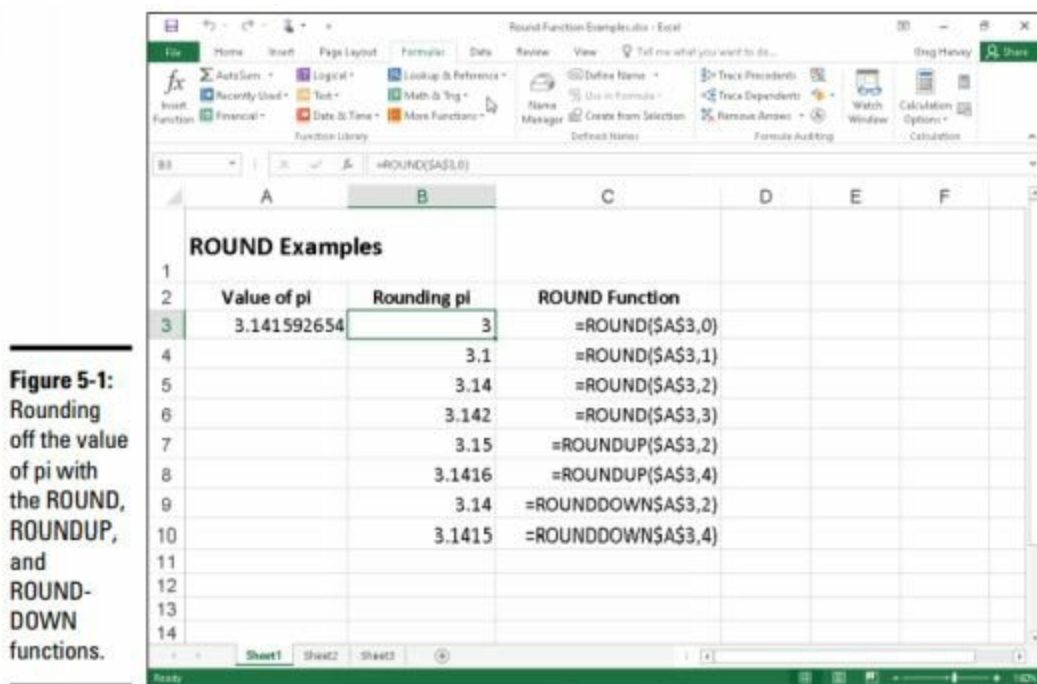 Round Function Examples.xlsx - Excel
File Home Insert Page Layout Formulas Data Review View Tell me what you want to do... Greg Harvey Share
fx Insert Function
AutoSum Recently Used Financial
Logical Text Date & Time
Lookup & Reference Math & Trig More Functions
Function Library
Name Manager
Define Name Use in Formula Create from Selection
Defined Names
Trace Precedents Trace Dependents Remove Arrows
Formula Auditing
Watch Window
Calculation Options
Calculation
B3 fx =ROUND($A$3,0)
A B C D E F
1 ROUND Examples
2 Value of pi Rounding pi ROUND Function
3 3.141592654 3 =ROUND($A$3,0)
4 3.1 =ROUND($A$3,1)
5 3.14 =ROUND($A$3,2)
6 3.142 =ROUND($A$3,3)
7 3.15 =ROUNDUP($A$3,2)
8 3.1416 =ROUNDUP($A$3,4)
9 3.14 =ROUNDDOWN$A$3,2)
10 3.1415 =ROUNDDOWN$A$3,4)
11
12
13
14
Sheet1 Sheet2 Sheet3
Ready
Figure 5-1:
Rounding
off the value
of pi with
the ROUND,
ROUNDUP,
and
ROUND-
DOWN
functions.